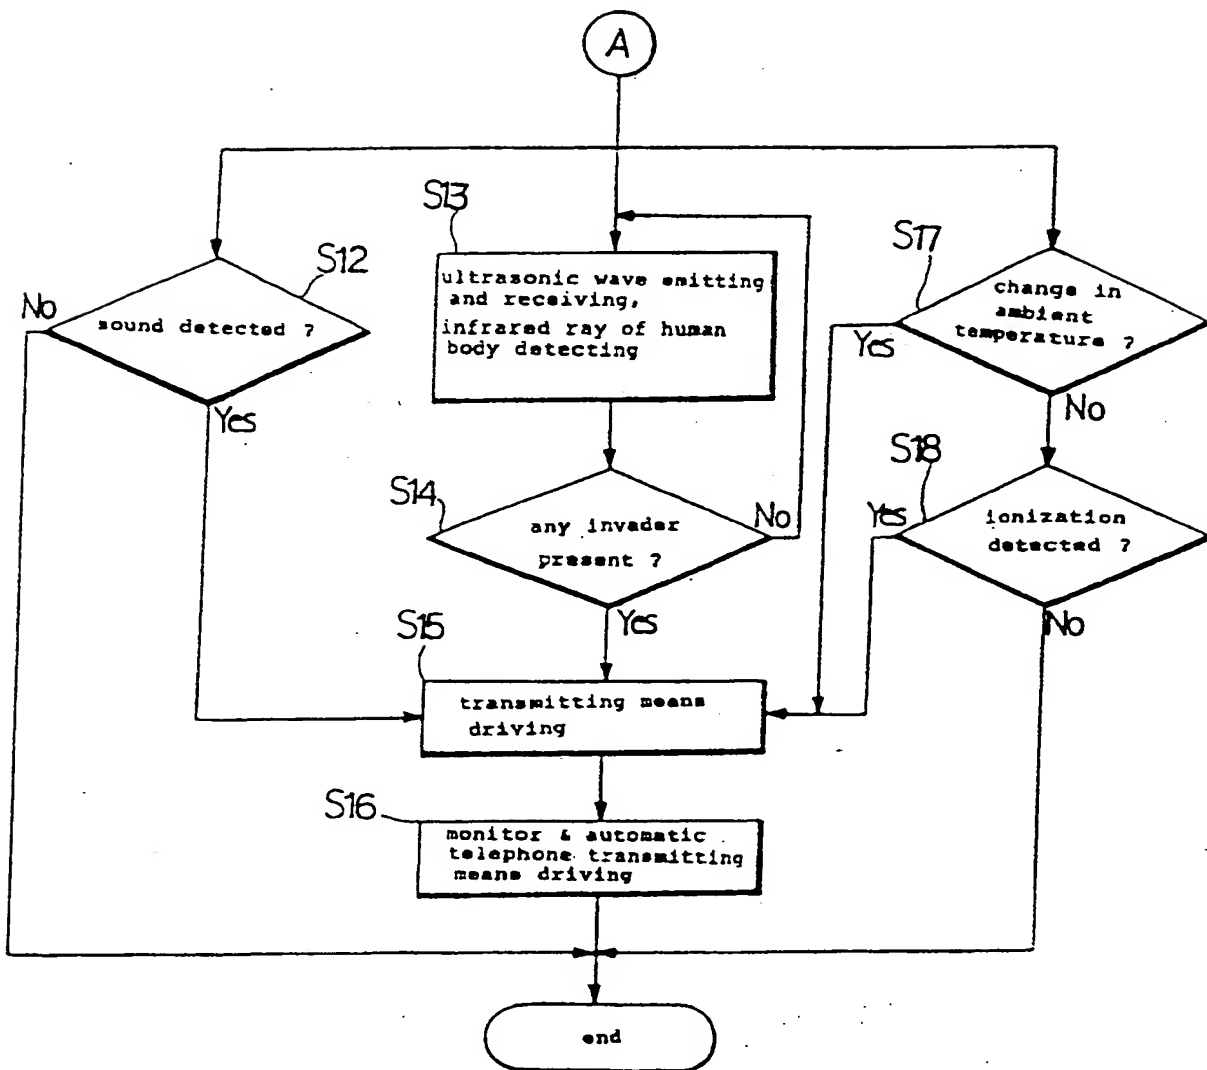 A
S13
S17
S12
ultrasonic wave emitting
and receiving,
infrared ray of human
body detecting
change in
ambient
temperature ?
No
sound detected ?
Yes
Yes
No
S14
S18
any invader
present ?
No
Yes
ionization
detected ?
Yes
No
S15
transmitting means
driving
S16
monitor & automatic
telephone transmitting
means driving
end